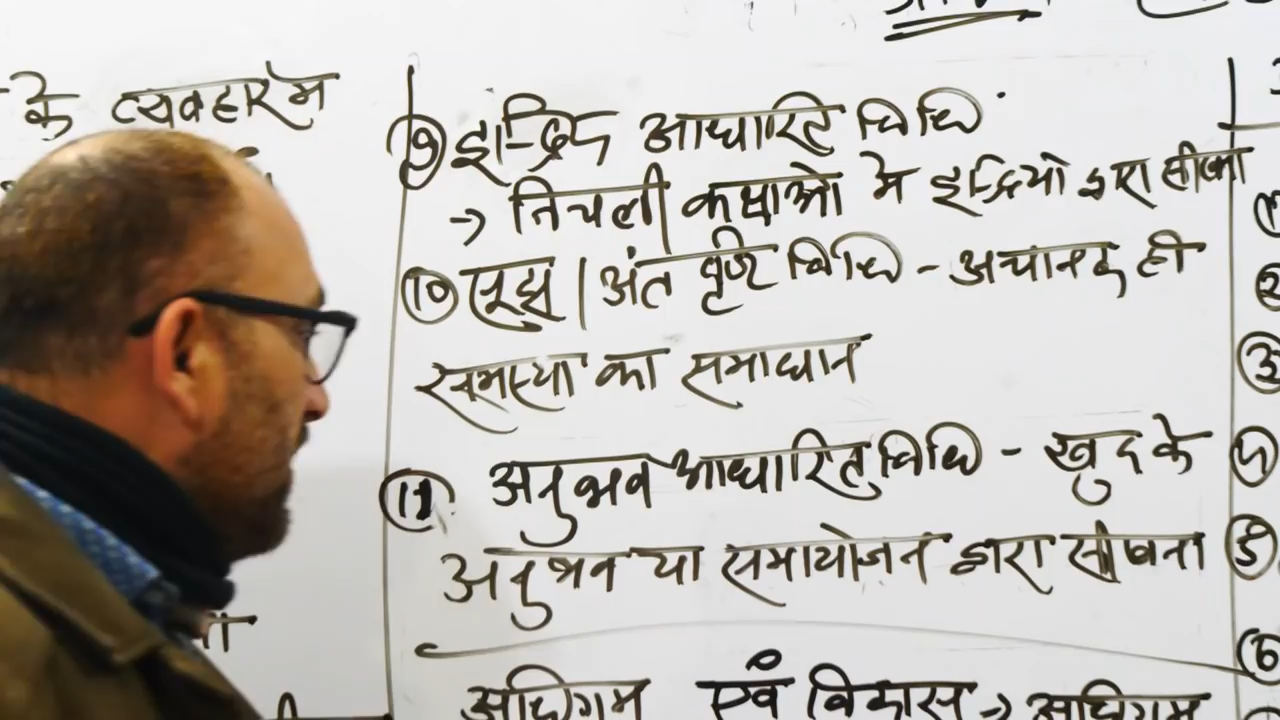 के व्यवहार में
9 इन्द्रिय आधारित विधि
→ निचली कक्षाओ मे इन्द्रियो द्वारा सीखना
10 सूझ / अंत र्दृष्टि विधि - अचानक ही
समस्या का समाधान
11 अनुभव आधारित विधि - खुद के
अनुभव या समायोजन द्वारा सीखना
अधिगम एवं विकास → अधिगम